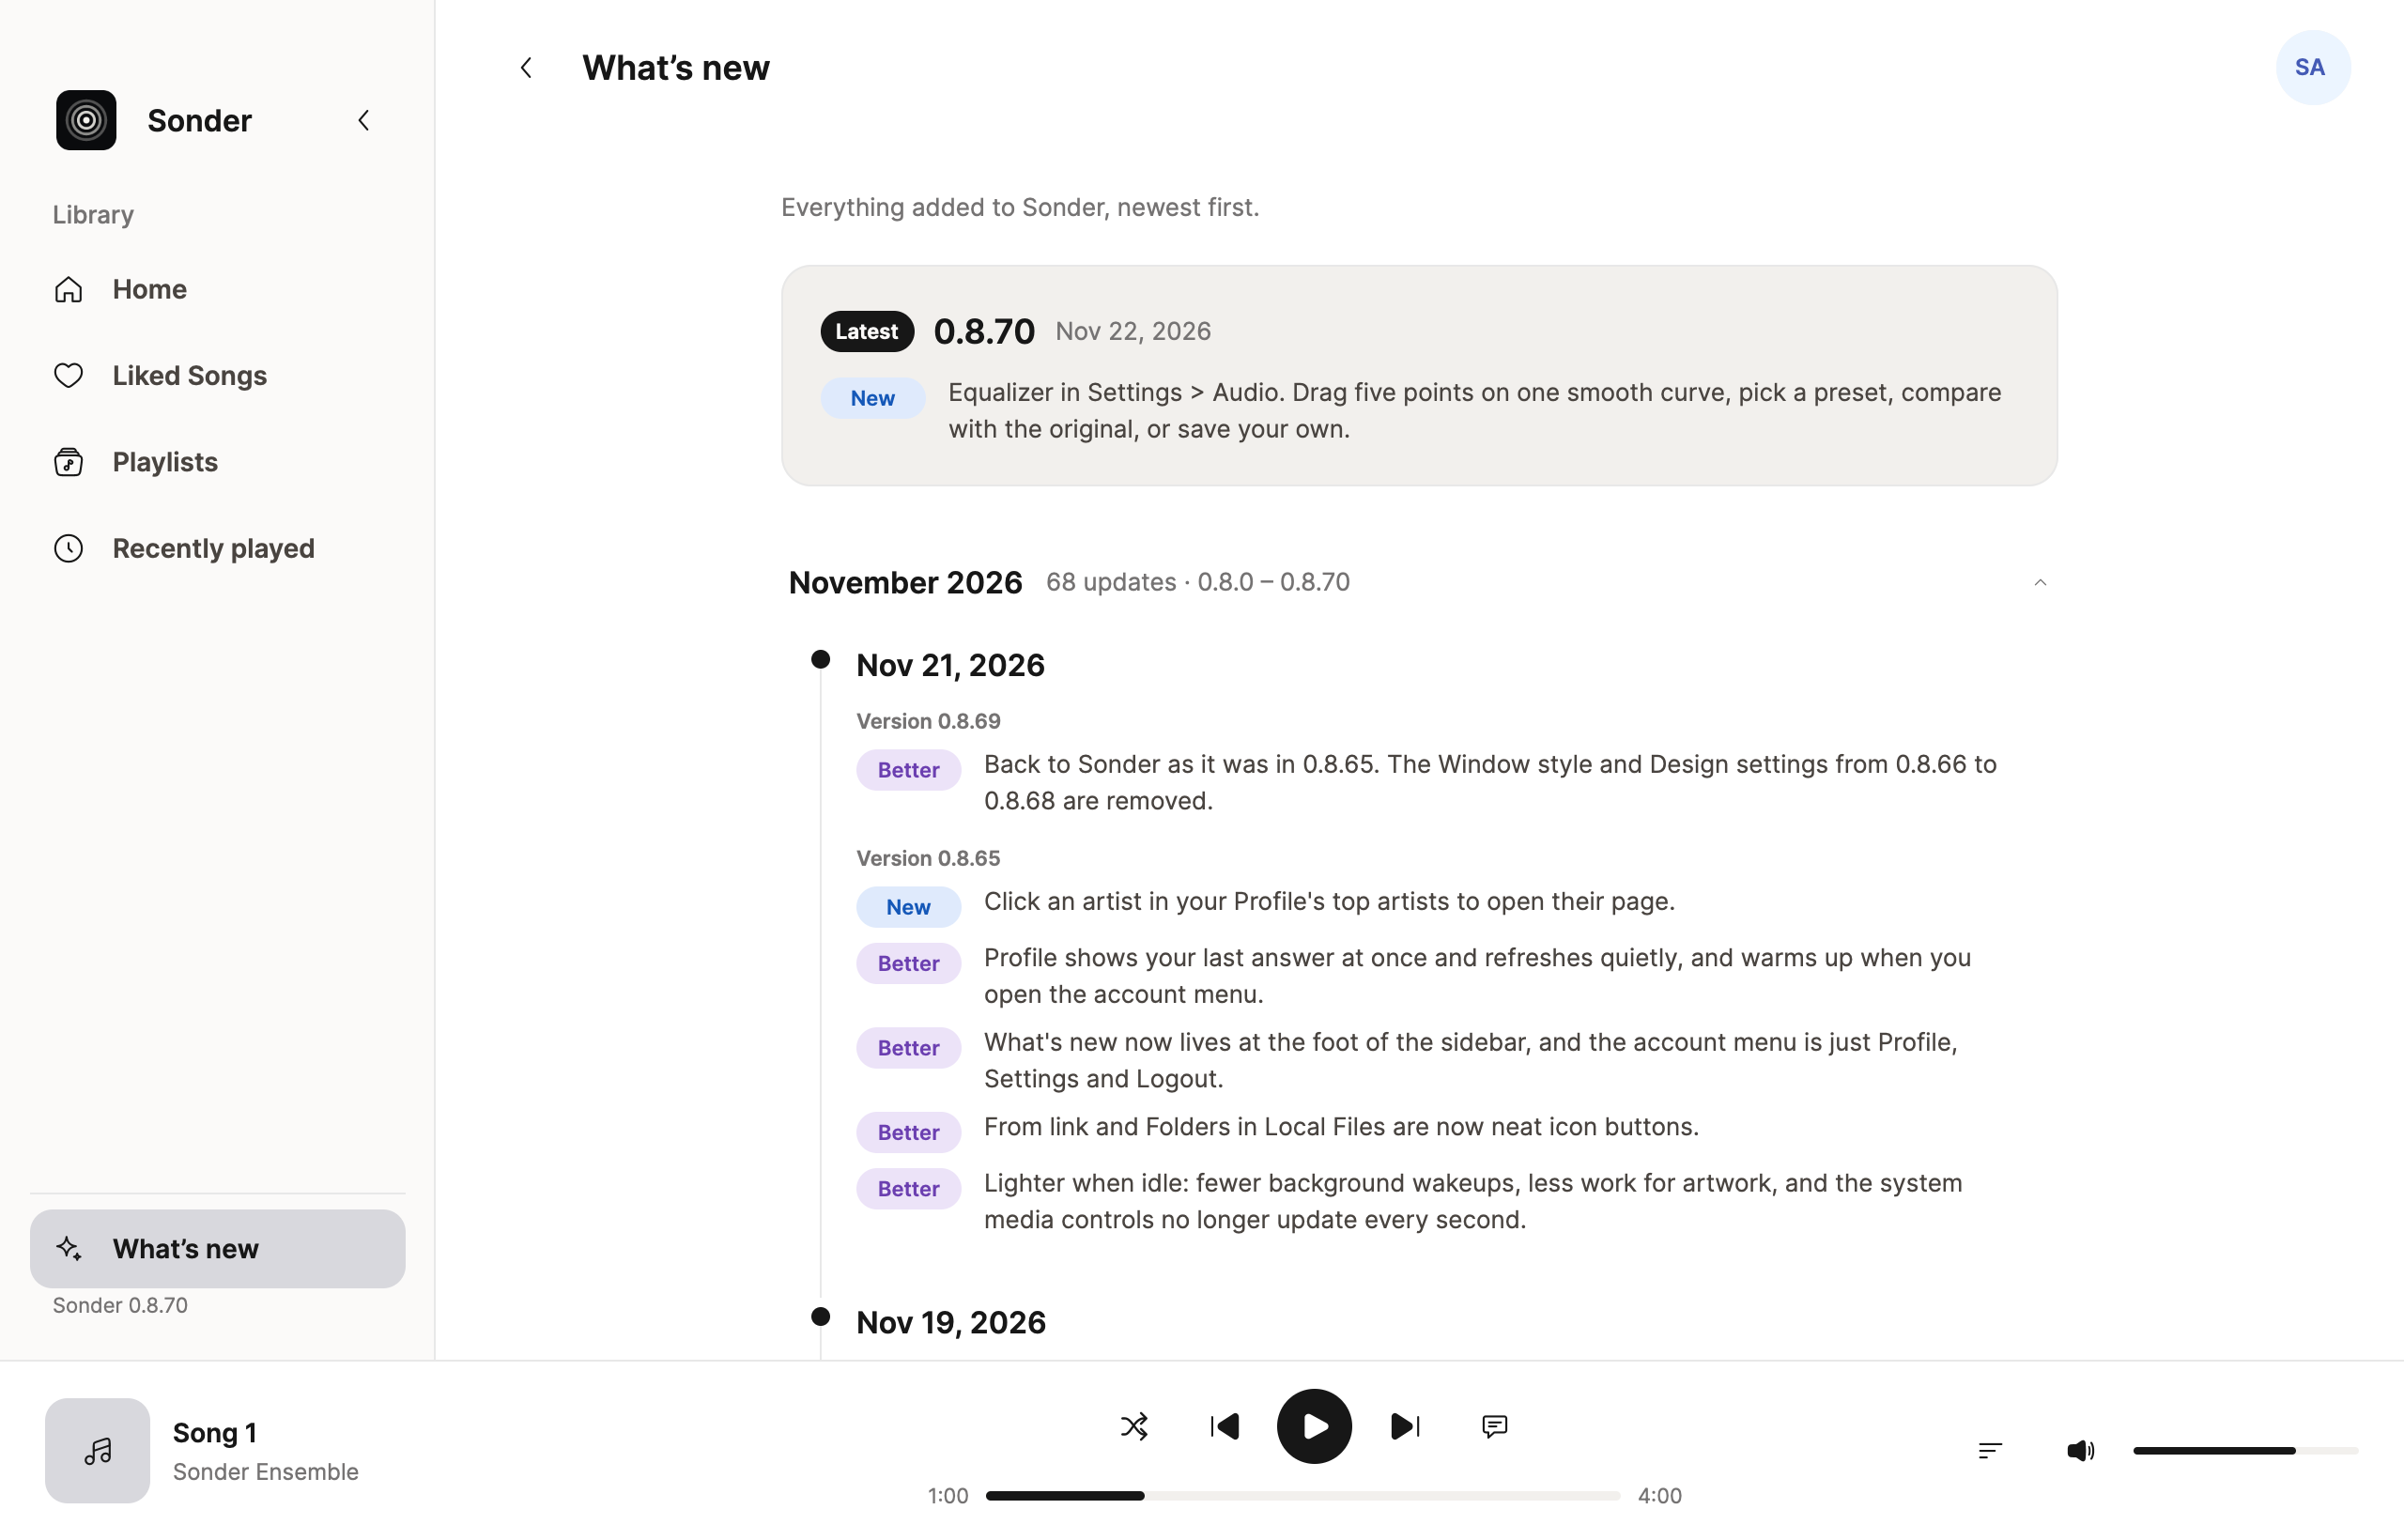 Sonder
Library
Home
Liked Songs
Playlists
Recently played
What’s new
Sonder 0.8.70
What’s new
SA
Everything added to Sonder, newest first.
Latest 0.8.70 Nov 22, 2026
New Equalizer in Settings > Audio. Drag five points on one smooth curve, pick a preset, compare
with the original, or save your own.
November 2026 68 updates · 0.8.0 – 0.8.70
Nov 21, 2026
Version 0.8.69
Better Back to Sonder as it was in 0.8.65. The Window style and Design settings from 0.8.66 to
0.8.68 are removed.
Version 0.8.65
New Click an artist in your Profile's top artists to open their page.
Better Profile shows your last answer at once and refreshes quietly, and warms up when you
open the account menu.
Better What's new now lives at the foot of the sidebar, and the account menu is just Profile,
Settings and Logout.
Better From link and Folders in Local Files are now neat icon buttons.
Better Lighter when idle: fewer background wakeups, less work for artwork, and the system
media controls no longer update every second.
Nov 19, 2026
Song 1
Sonder Ensemble
1:00 4:00